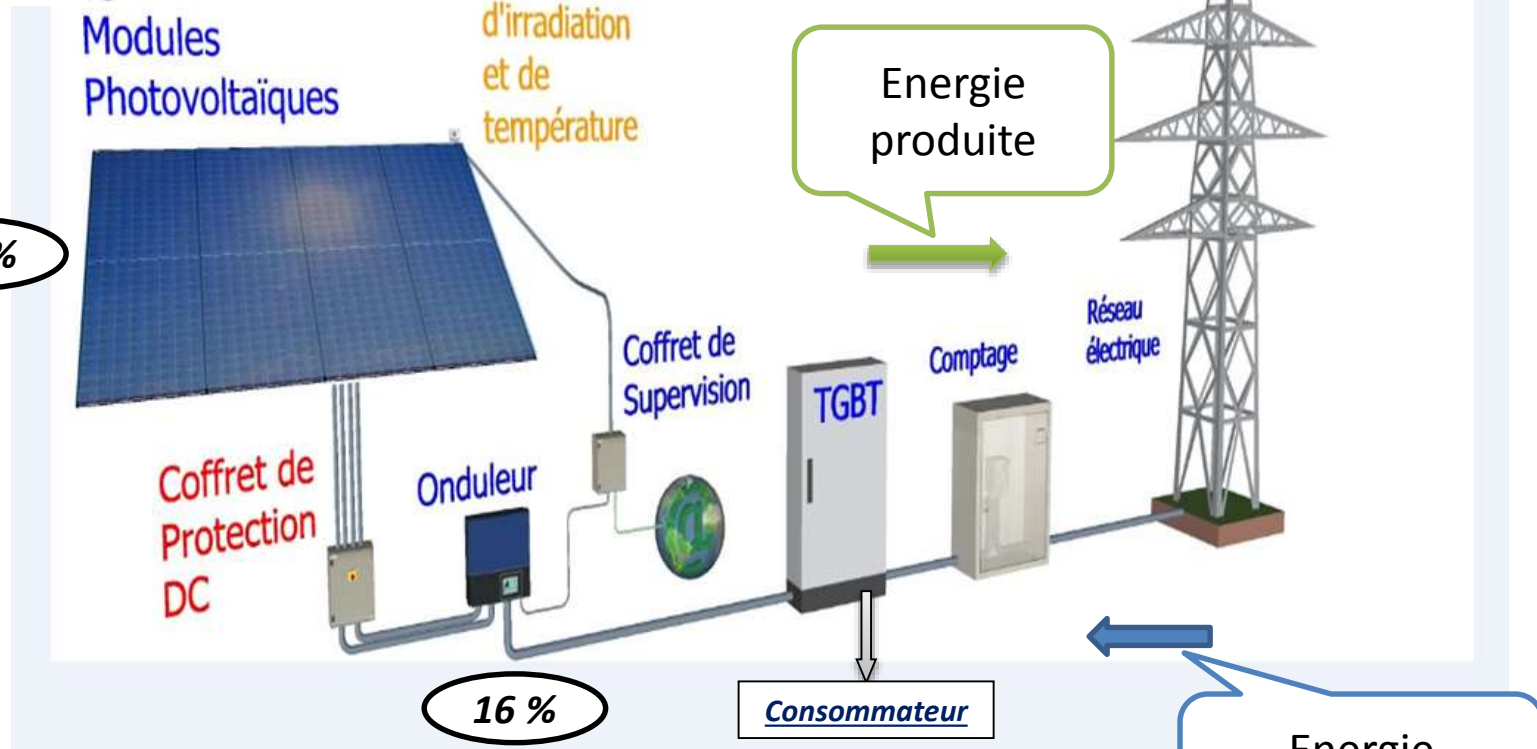 Modules
Photovoltaïques
d'irradiation
et de
température
Energie
produite
%
Réseau
électrique
Comptage
Coffret de
Supervision
TGBT
Coffret de
Protection
DC
Onduleur
@
16 %
Consommateur
Energie